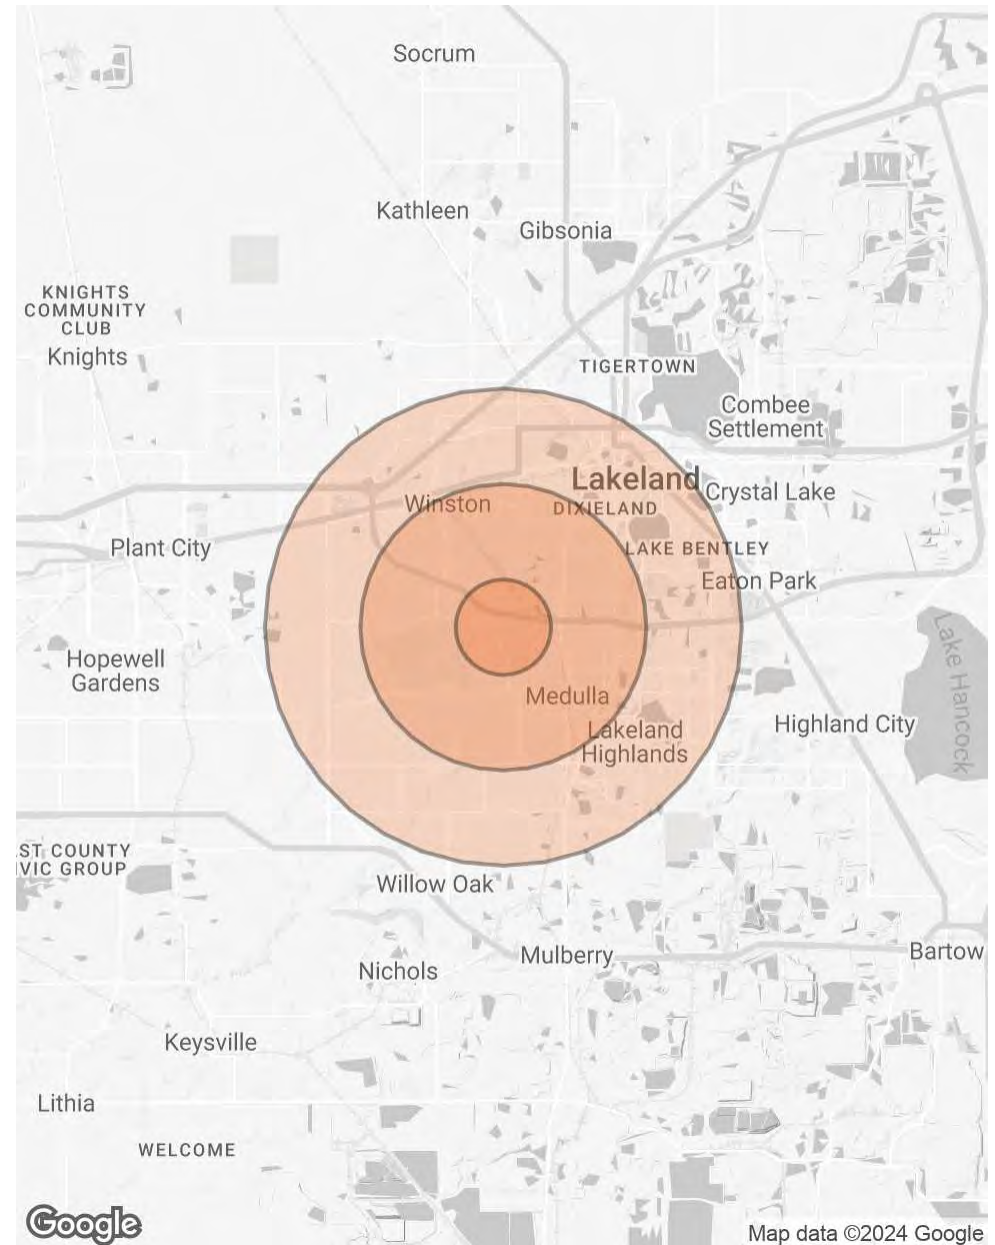 Socrum
Kathleen
Gibsonia
KNIGHTS
COMMUNITY
CLUB
Knights
TIGERTOWN
Combee
Settlement
Lakeland
Crystal Lake
Winston
DIXIELAND
Plant City
LAKE BENTLEY
Eaton Park
Hopewell
Gardens
Medulla
Lakeland
Highlands
Highland City
Lake Hancock
ST COUNTY
IVIC GROUP
Willow Oak
Mulberry
Bartow
Nichols
Keysville
Lithia
WELCOME
Google
Map data ©2024 Google